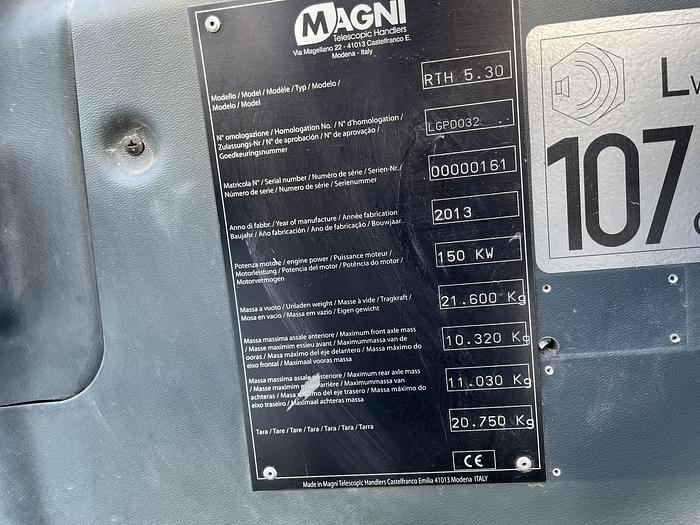 MAGNI
Telescopic Handlers
Via Magellano 22 - 41013 Castelfranco E.
Modena - Italy
Modello / Model / Modèle / Typ / Modelo /
Modelo / Model
RTH 5.30
N° omologazione / Homologation No. / N° d'homologation /
Zulassungs-Nr / N° de aprobación / N° de aprovação /
Goedkeuringsnummer
LGPD032
Matricola N° / Serial number / Numéro de série / Serien-Nr./
Número de serie / Numero de série / Serienummer
00000161
Anno di fabbr. / Year of manufacture / Année fabrication
Baujahr / Año fabricación / Ano de fabricação / Bouwjaar
2013
Potenza motore / engine power / Puissance moteur /
Motorleistung / Potencia del motor / Potência do motor /
Motorvermogen
150 KW
Massa a vuoto / Unladen weight / Masse à vide / Tragkraft /
Mosa en vacio / Massa em vazio / Eigen gewicht
21.600 Kg
Massa massima assale anteriore / Maximum front axle mass
/ Masse maximim essieu avant / Maximummassa van de
ooras / Masa máximo del eje delantero / Massa máximo do
eixo frontal / Maximaal vooras massa
10.320 Kg
Massa massima assale posteriore / Maximum rear axle mass
/ Masse maximim arrière / Maximummassa van
achteras / Masa del eje trasero / Massa máximo do
eixo traseiro / Maximaal achteras massa
11.030 Kg
Tara / Tare / Tare / Tara / Tara / Tara / Tarra
20.750 Kg
CE
Made in Magni Telescopic Handlers Castelfranco Emilia 41013 Modena ITALY
107